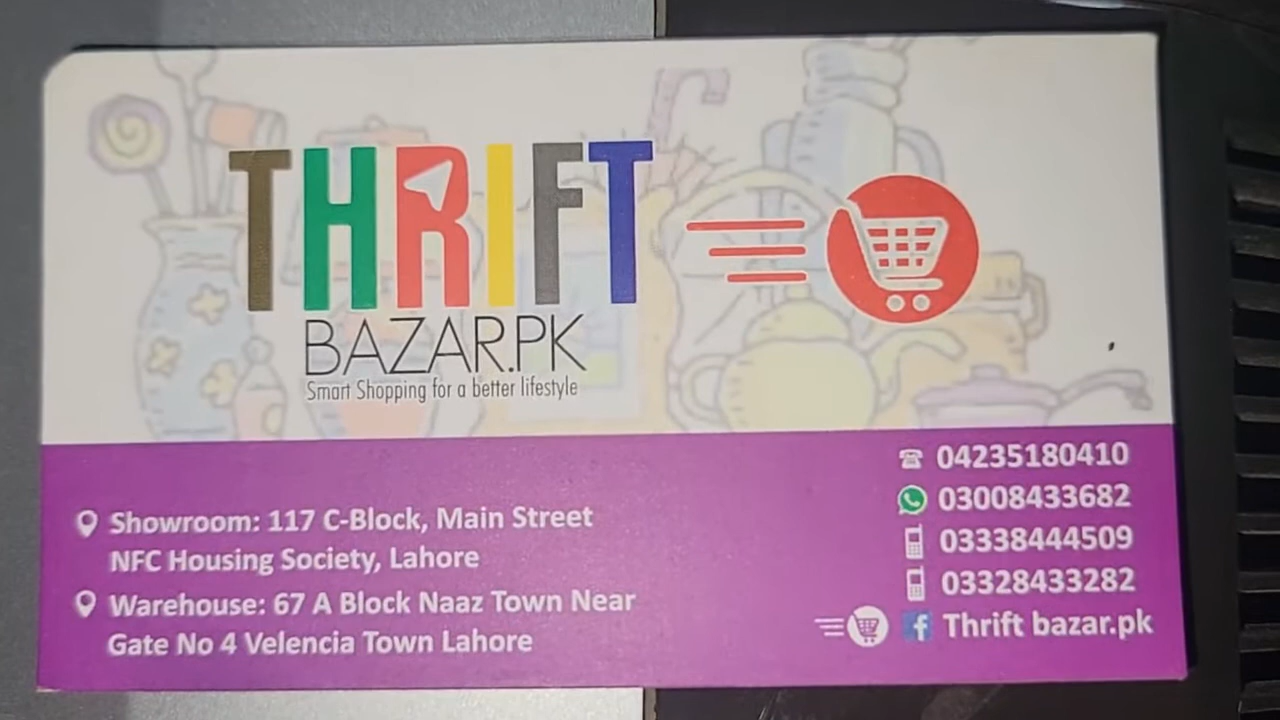 THRIFT
BAZAR.PK
Smart Shopping for a better lifestyle
Showroom: 117 C-Block, Main Street
NFC Housing Society, Lahore
Warehouse: 67 A Block Naaz Town Near
Gate No 4 Velencia Town Lahore
04235180410
03008433682
03338444509
03328433282
Thrift bazar.pk